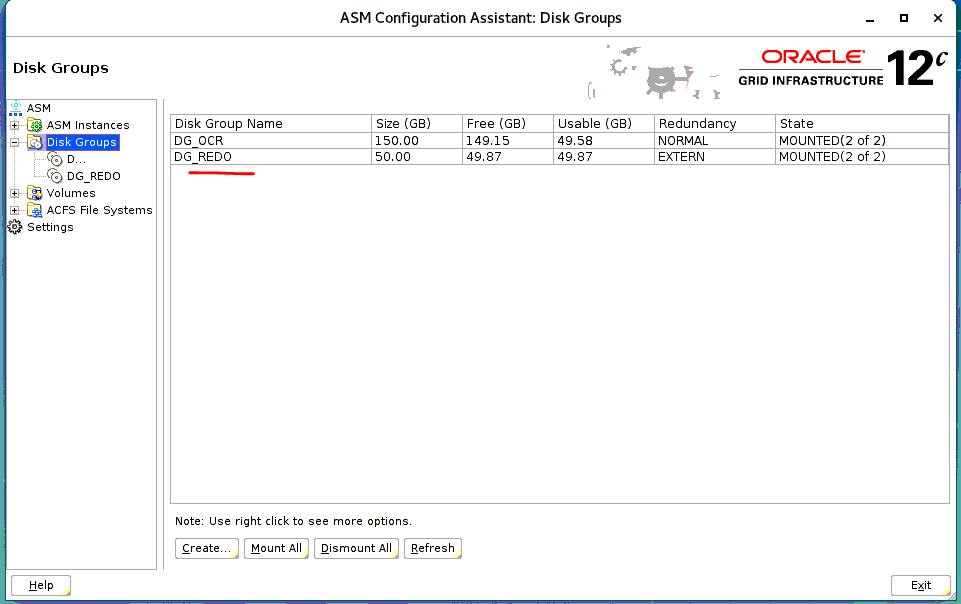 ASM Configuration Assistant: Disk Groups
Disk Groups
ORACLE
GRID INFRASTRUCTURE
12c
ASM
ASM Instances
Disk Groups
D...
DG_REDO
Volumes
ACFS File Systems
Settings
Disk Group Name Size (GB) Free (GB) Usable (GB) Redundancy State
DG_OCR 150.00 149.15 49.58 NORMAL MOUNTED(2 of 2)
DG_REDO 50.00 49.87 49.87 EXTERN MOUNTED(2 of 2)
Note: Use right click to see more options.
Create... Mount All Dismount All Refresh
Help Exit